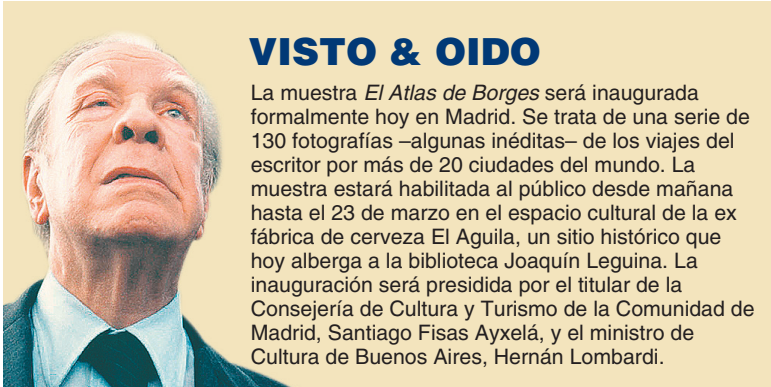 VISTO & OIDO
La muestra El Atlas de Borges será inaugurada
formalmente hoy en Madrid. Se trata de una serie de
130 fotografías –algunas inéditas– de los viajes del
escritor por más de 20 ciudades del mundo. La
muestra estará habilitada al público desde mañana
hasta el 23 de marzo en el espacio cultural de la ex
fábrica de cerveza El Aguila, un sitio histórico que
hoy alberga a la biblioteca Joaquín Leguina. La
inauguración será presidida por el titular de la
Consejería de Cultura y Turismo de la Comunidad de
Madrid, Santiago Fisas Ayxelá, y el ministro de
Cultura de Buenos Aires, Hernán Lombardi.